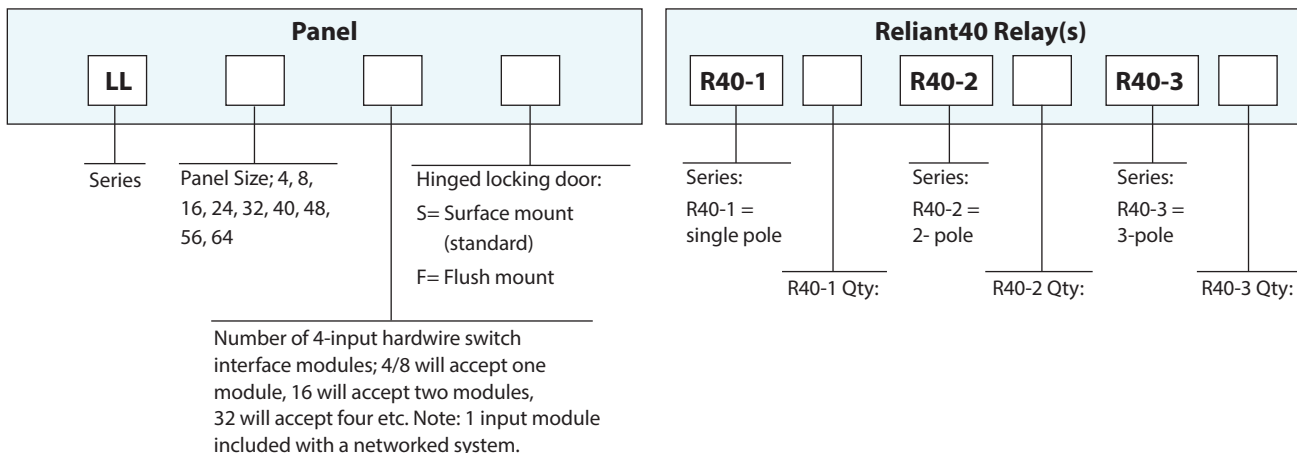 Panel
LL
Series
Panel Size; 4, 8,
16, 24, 32, 40, 48,
56, 64
Hinged locking door:
S= Surface mount
(standard)
F= Flush mount
Number of 4-input hardwire switch
interface modules; 4/8 will accept one
module, 16 will accept two modules,
32 will accept four etc. Note: 1 input module
included with a networked system.
Reliant40 Relay(s)
R40-1
R40-2
R40-3
Series:
R40-1 =
single pole
R40-1 Qty:
Series:
R40-2 =
2- pole
R40-2 Qty:
Series:
R40-3 =
3-pole
R40-3 Qty: